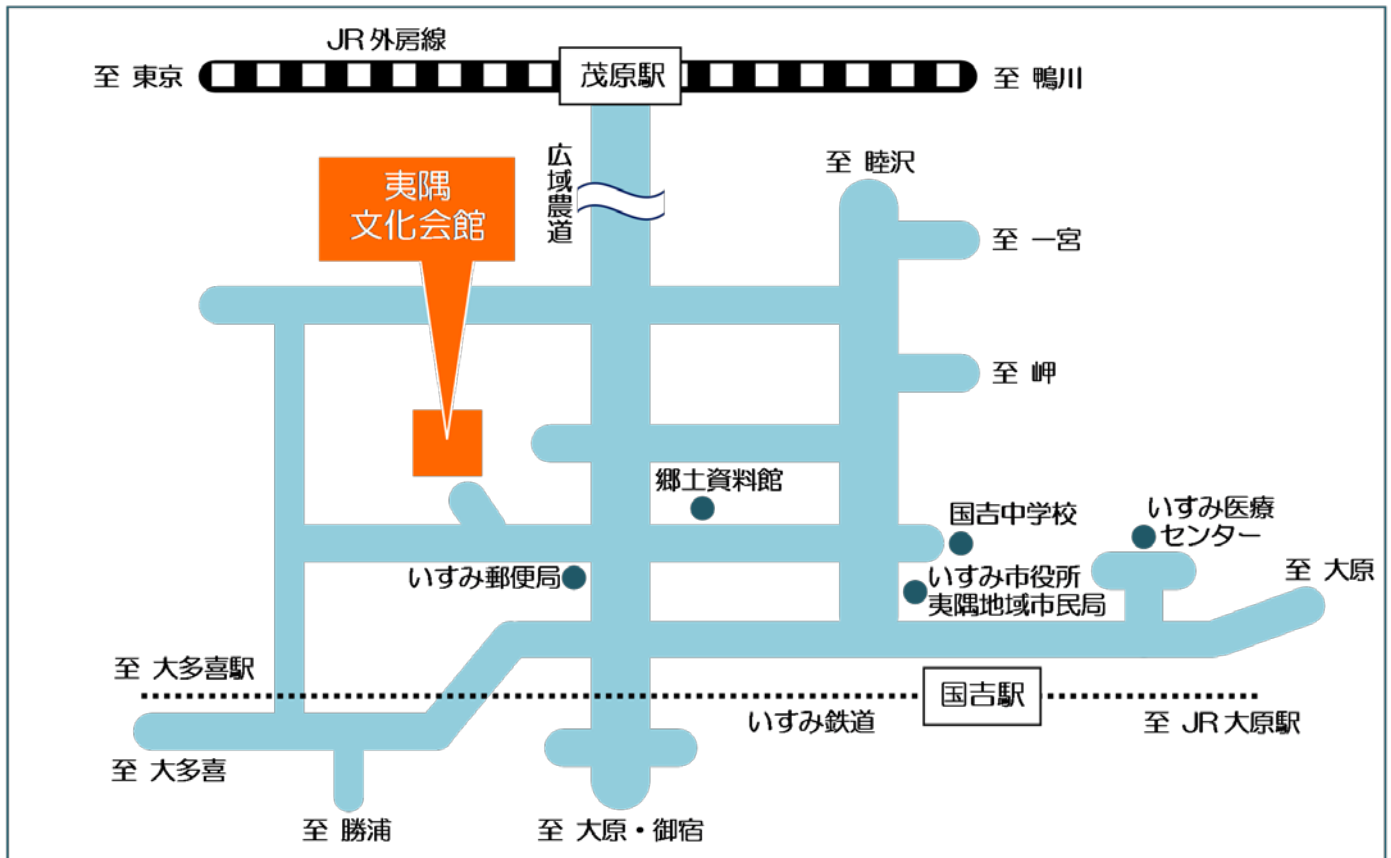 JR 外房線
至 東京
茂原駅
至 鴨川
広域農道
至 睦沢
夷隅
文化会館
至 一宮
至 岬
郷土資料館
国吉中学校
いすみ医療
センター
いすみ郵便局
いすみ市役所
夷隅地域市民局
至 大原
至 大多喜駅
国吉駅
いすみ鉄道
至 JR 大原駅
至 大多喜
至 勝浦
至 大原・御宿